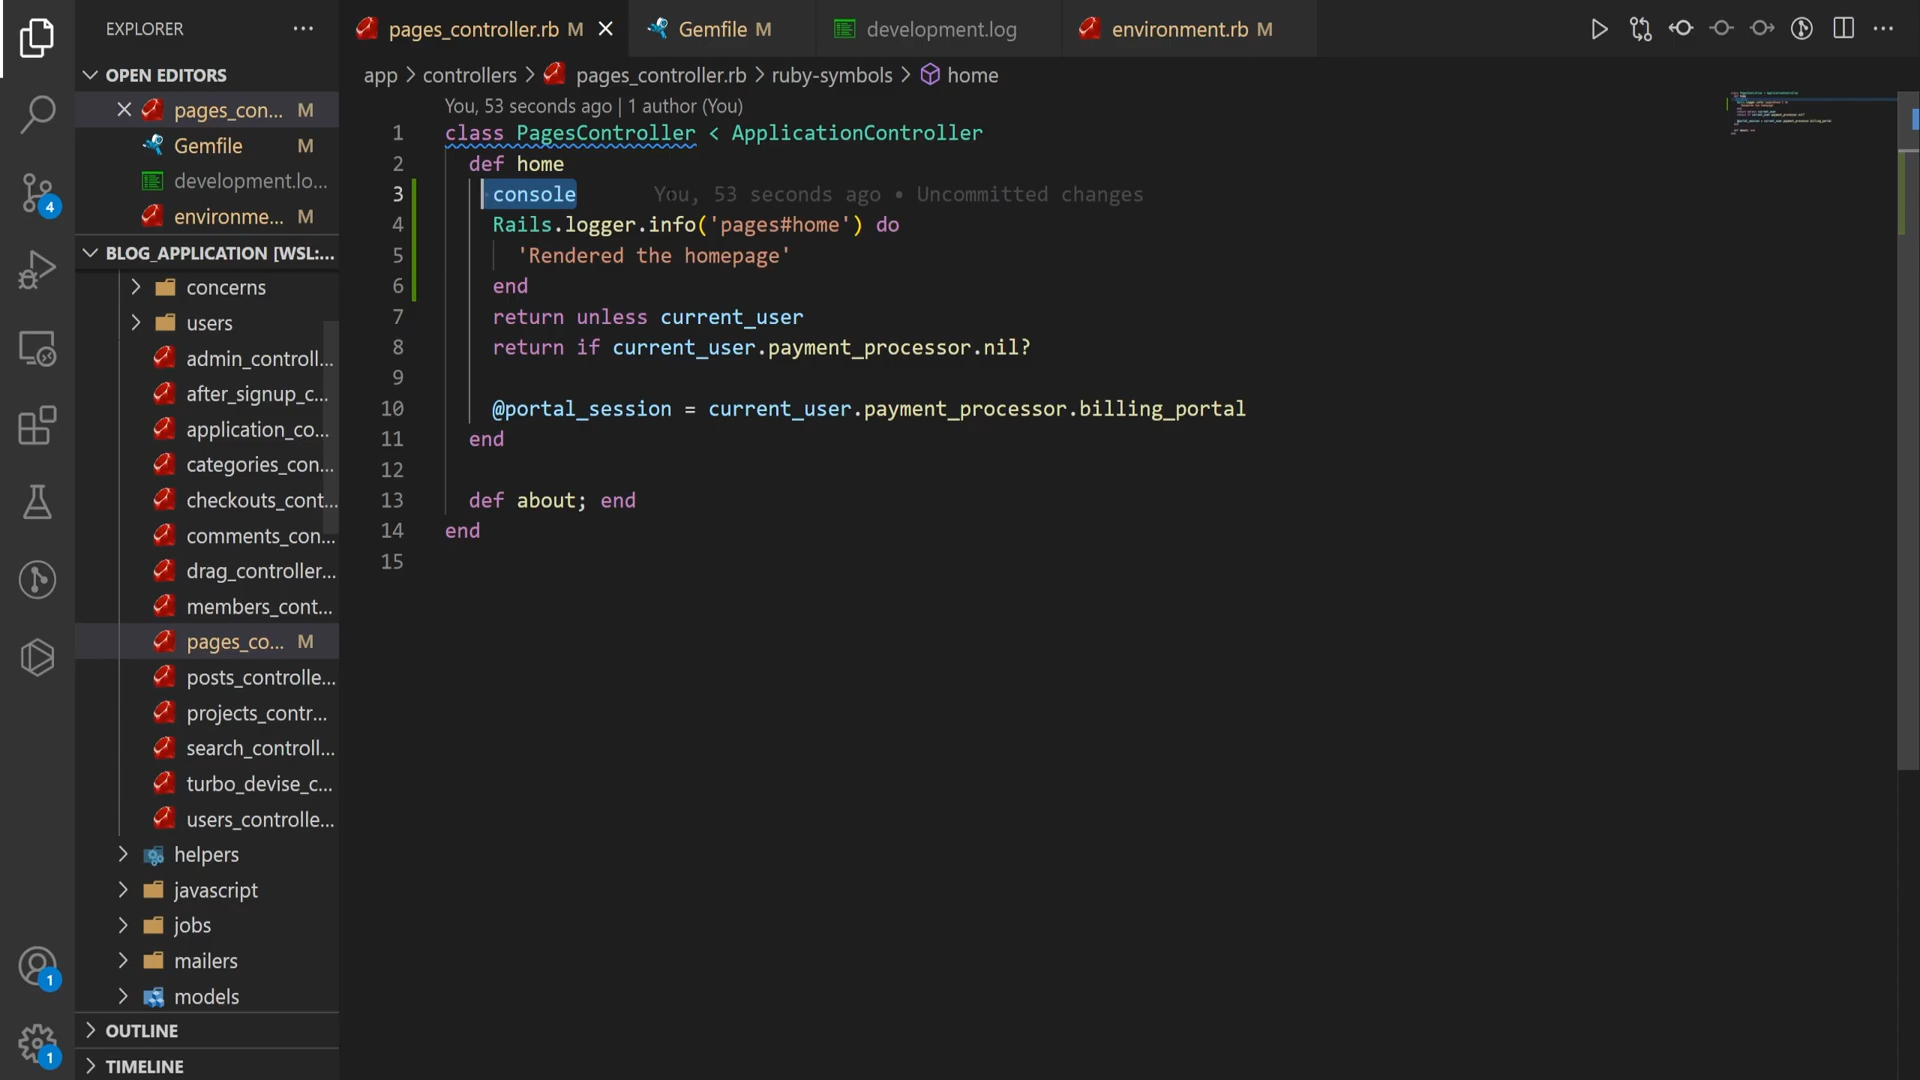 EXPLORER
OPEN EDITORS
pages_con... M
Gemfile M
development.lo...
environme... M
BLOG_APPLICATION [WSL:...
concerns
users
admin_controll...
after_signup_c...
application_co...
categories_con...
checkouts_cont...
comments_con...
drag_controller...
members_cont...
pages_co... M
posts_controlle...
projects_contr...
search_controll...
turbo_devise_c...
users_controlle...
helpers
javascript
jobs
mailers
models
OUTLINE
TIMELINE
4
1
1
pages_controller.rb M
Gemfile M
development.log
environment.rb M
app > controllers > pages_controller.rb > ruby-symbols > home
You, 53 seconds ago | 1 author (You)
1 class PagesController < ApplicationController
2 def home
3 console You, 53 seconds ago • Uncommitted changes
4 Rails.logger.info('pages#home') do
5 'Rendered the homepage'
6 end
7 return unless current_user
8 return if current_user.payment_processor.nil?
9
10 @portal_session = current_user.payment_processor.billing_portal
11 end
12
13 def about; end
14 end
15